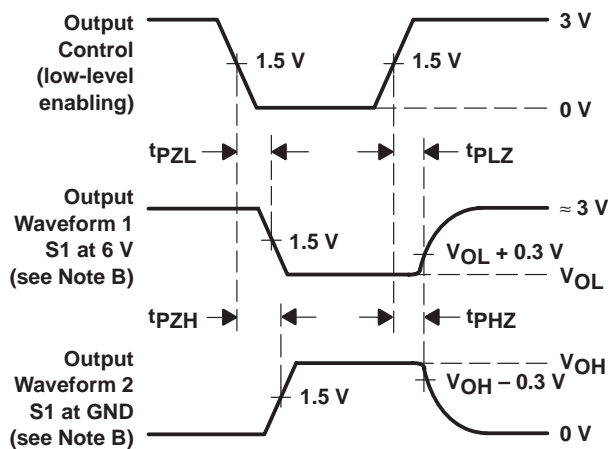 Output
Control
(low-level
enabling)
1.5 V
1.5 V
3 V
0 V
tPZL
tPLZ
Output
Waveform 1
S1 at 6 V
(see Note B)
1.5 V
≈ 3 V
VOL + 0.3 V
VOL
tPZH
tPHZ
Output
Waveform 2
S1 at GND
(see Note B)
1.5 V
VOH
VOH − 0.3 V
0 V